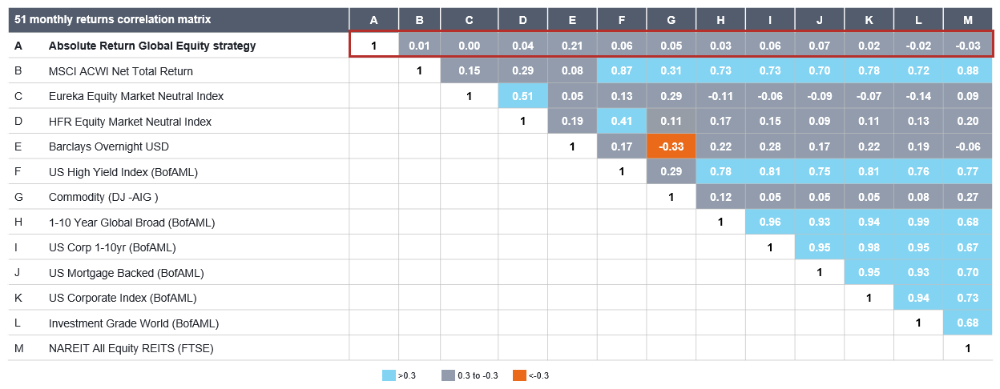 51 monthly returns correlation matrix A B C D E F G H I J K L M
A Absolute Return Global Equity strategy 1 0.01 0.00 0.04 0.21 0.06 0.05 0.03 0.06 0.07 0.02 -0.02 -0.03
B MSCI ACWI Net Total Return 1 0.15 0.29 0.08 0.87 0.31 0.73 0.73 0.70 0.78 0.72 0.88
C Eureka Equity Market Neutral Index 1 0.51 0.05 0.13 0.29 -0.11 -0.06 -0.09 -0.07 -0.14 0.09
D HFR Equity Market Neutral Index 1 0.19 0.41 0.11 0.17 0.15 0.09 0.11 0.13 0.20
E Barclays Overnight USD 1 0.17 -0.33 0.22 0.28 0.17 0.22 0.19 -0.06
F US High Yield Index (BofAML) 1 0.29 0.78 0.81 0.75 0.81 0.76 0.77
G Commodity (DJ -AIG ) 1 0.12 0.05 0.05 0.05 0.08 0.27
H 1-10 Year Global Broad (BofAML) 1 0.96 0.93 0.94 0.99 0.68
I US Corp 1-10yr (BofAML) 1 0.95 0.98 0.95 0.67
J US Mortgage Backed (BofAML) 1 0.95 0.93 0.70
K US Corporate Index (BofAML) 1 0.94 0.73
L Investment Grade World (BofAML) 1 0.68
M NAREIT All Equity REITS (FTSE) 1
>0.3 0.3 to -0.3 <-0.3